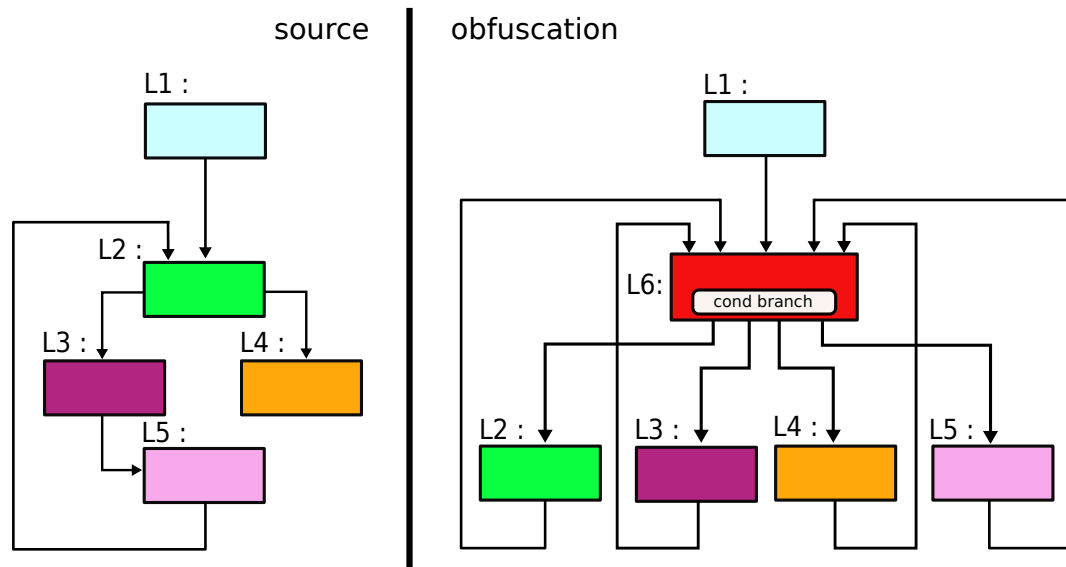 source
obfuscation
L1 :
L2 :
L3 :
L4 :
L5 :
L1 :
L6:
cond branch
L2 :
L3 :
L4 :
L5 :